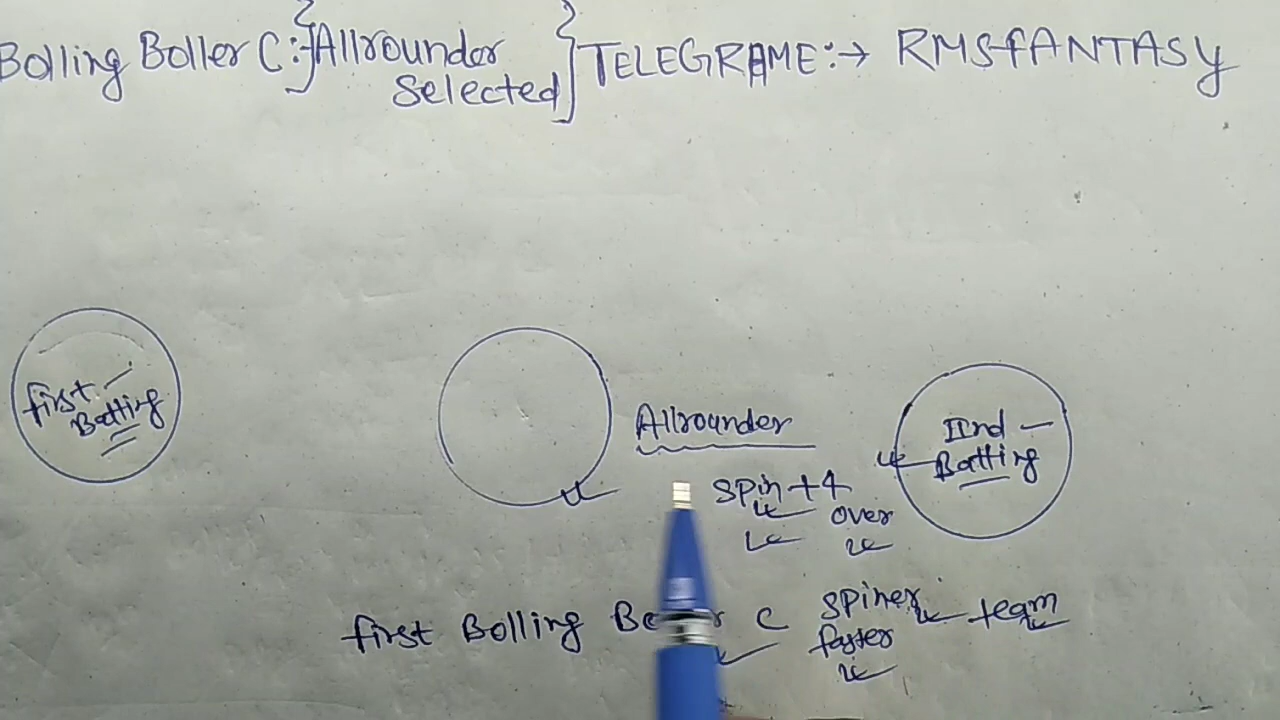 Bolling Boller C:-}Allrounder
Selected} TELEGRAME:→ RMSfANTASy
first
Batting
Allrounder
IInd
Batting
Spin + 4
over
first Bolling C spiner team
faster